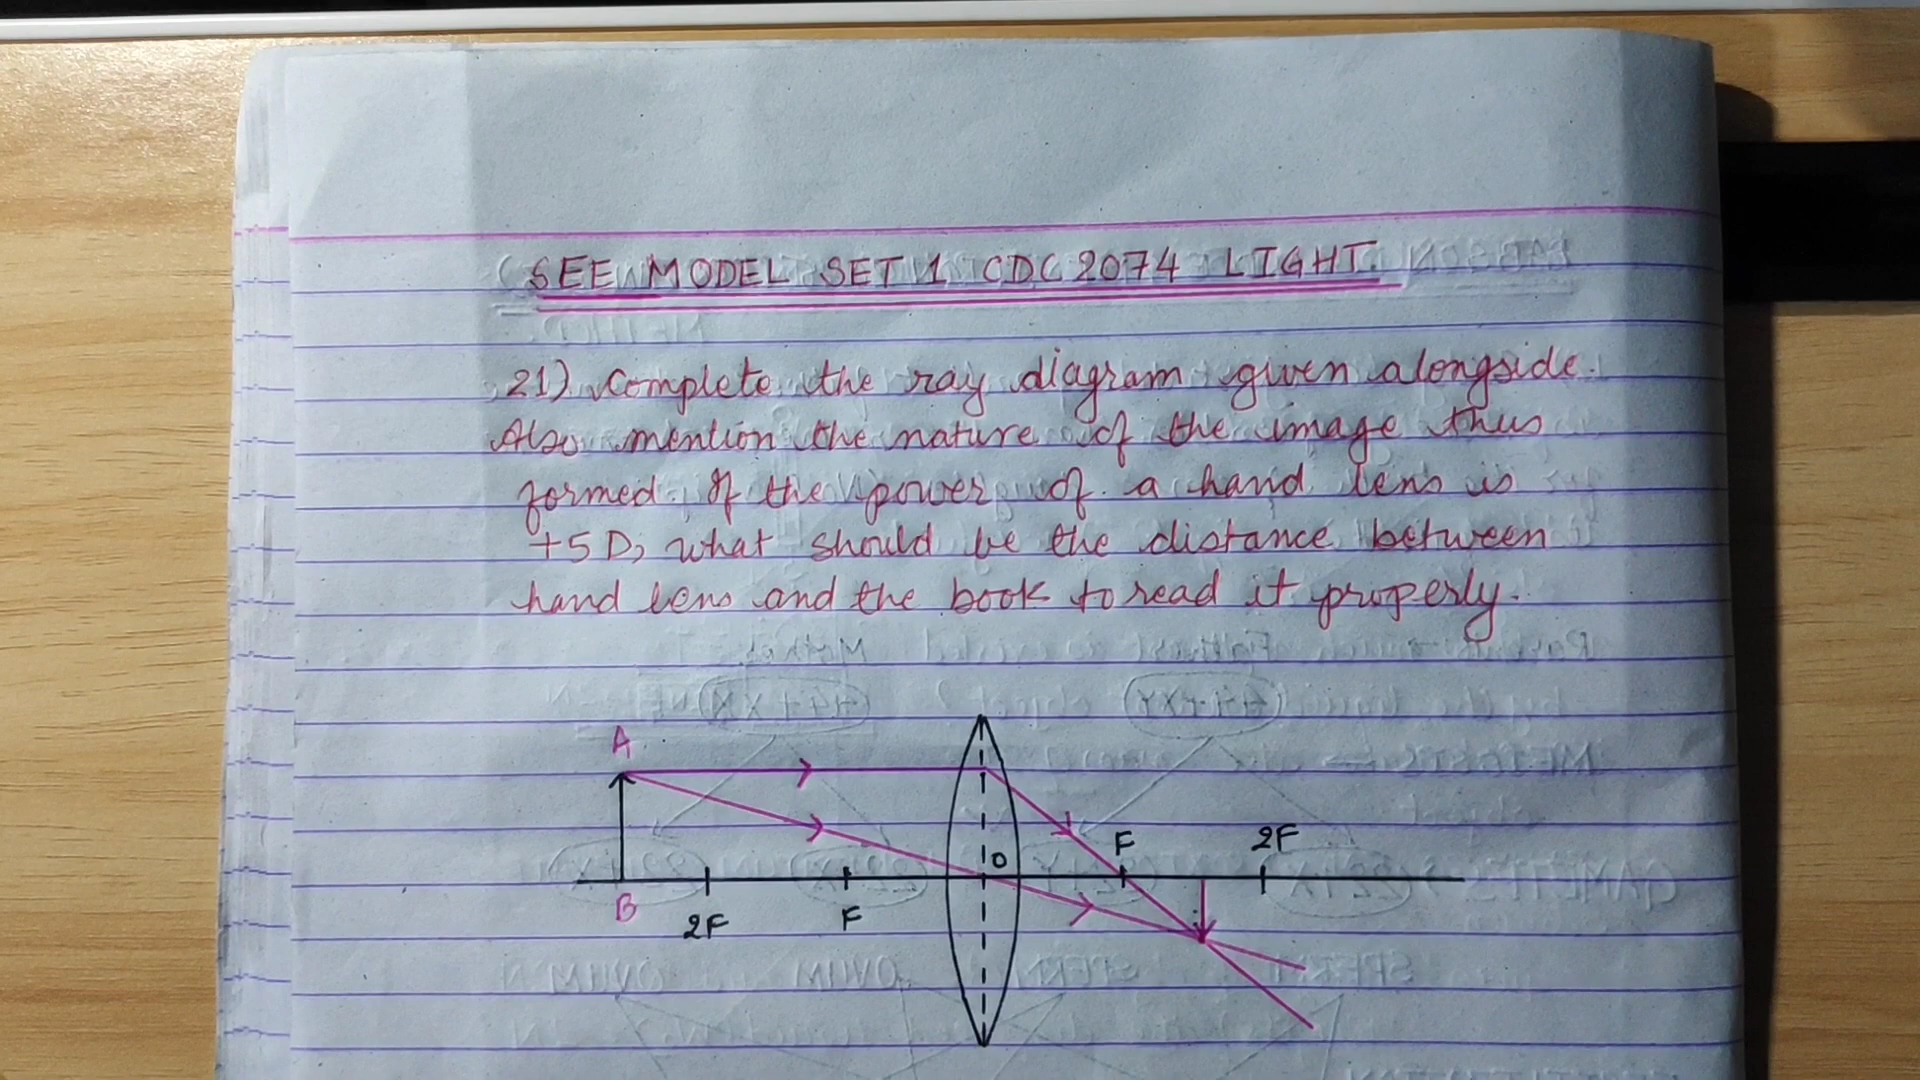 SEE MODEL SET 1 CDC 2074 LIGHT.
21) Complete the ray diagram given alongside.
Also mention the nature of the image thus
formed. If the power of a hand lens is
+5 D, what should be the distance between
hand lens and the book to read it properly.
A
O
F
2F
B
2F
F